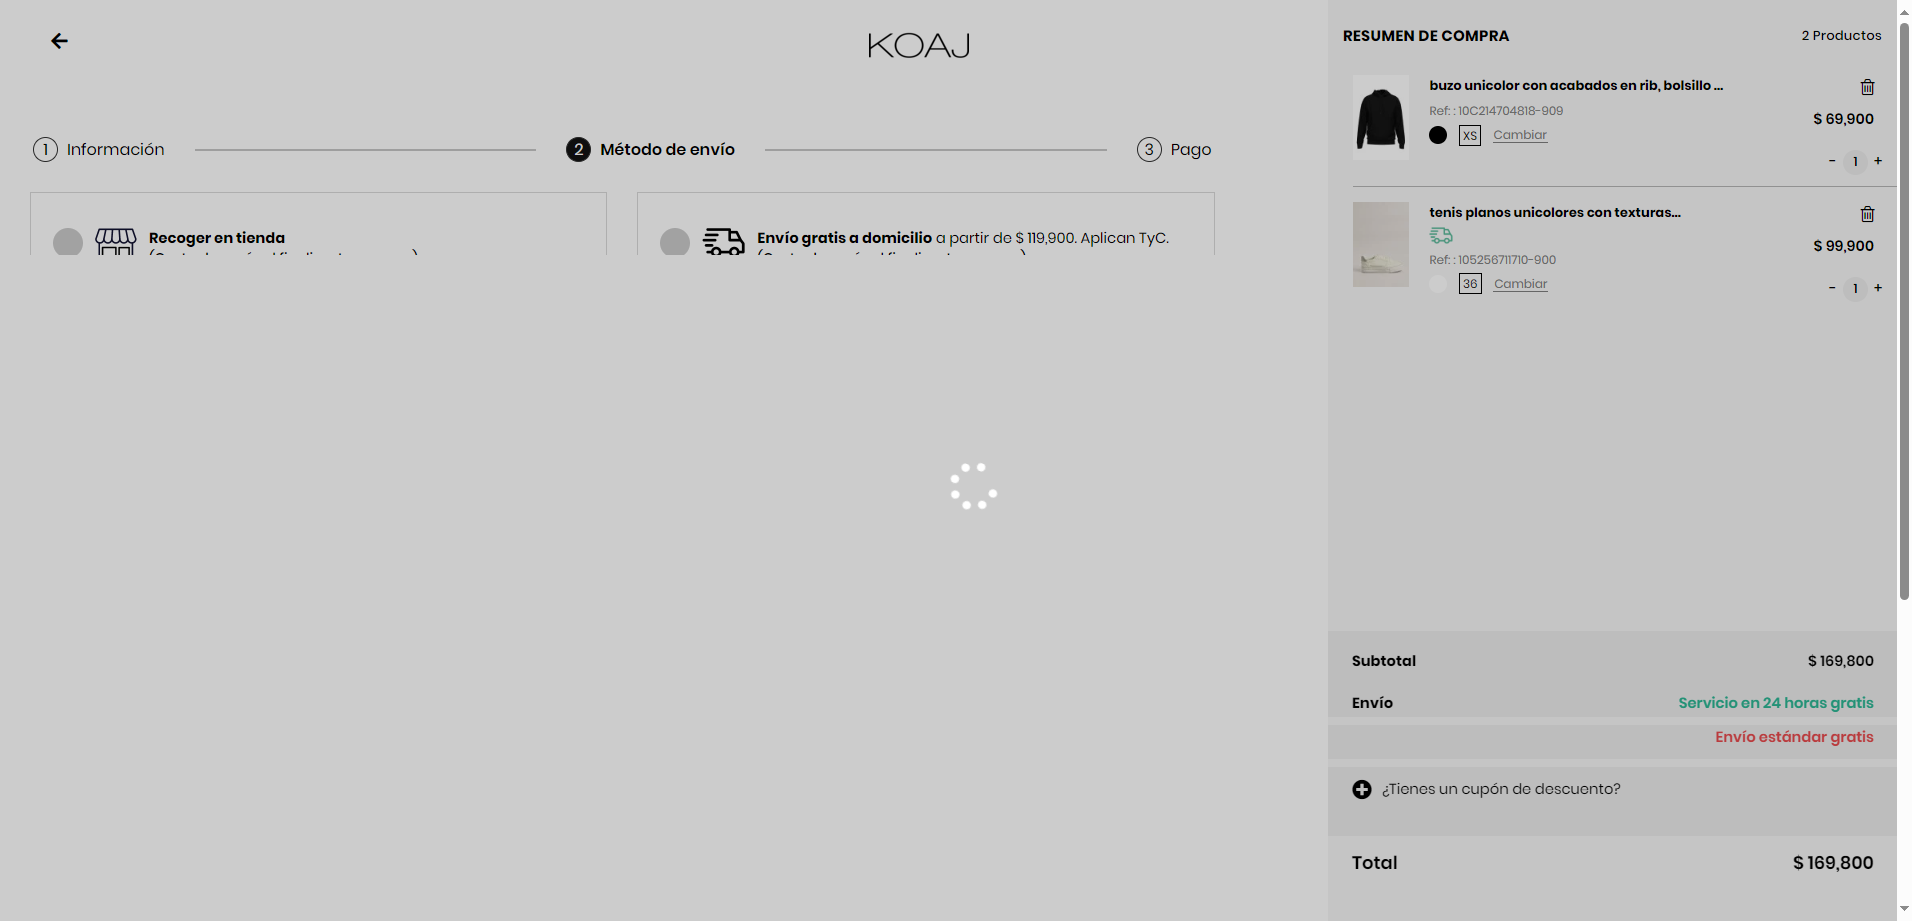 KOAJ
1 Información
2 Método de envío
3 Pago
Recoger en tienda
Envío gratis a domicilio a partir de $ 119,900. Aplican TyC.
RESUMEN DE COMPRA
2 Productos
buzo unicolor con acabados en rib, bolsillo ...
Ref: : 10C214704818-909
$ 69,900
XS Cambiar
- 1 +
tenis planos unicolores con texturas...
$ 99,900
Ref: : 105256711710-900
36 Cambiar
- 1 +
Subtotal $ 169,800
Envío Servicio en 24 horas gratis
Envío estándar gratis
¿Tienes un cupón de descuento?
Total $ 169,800